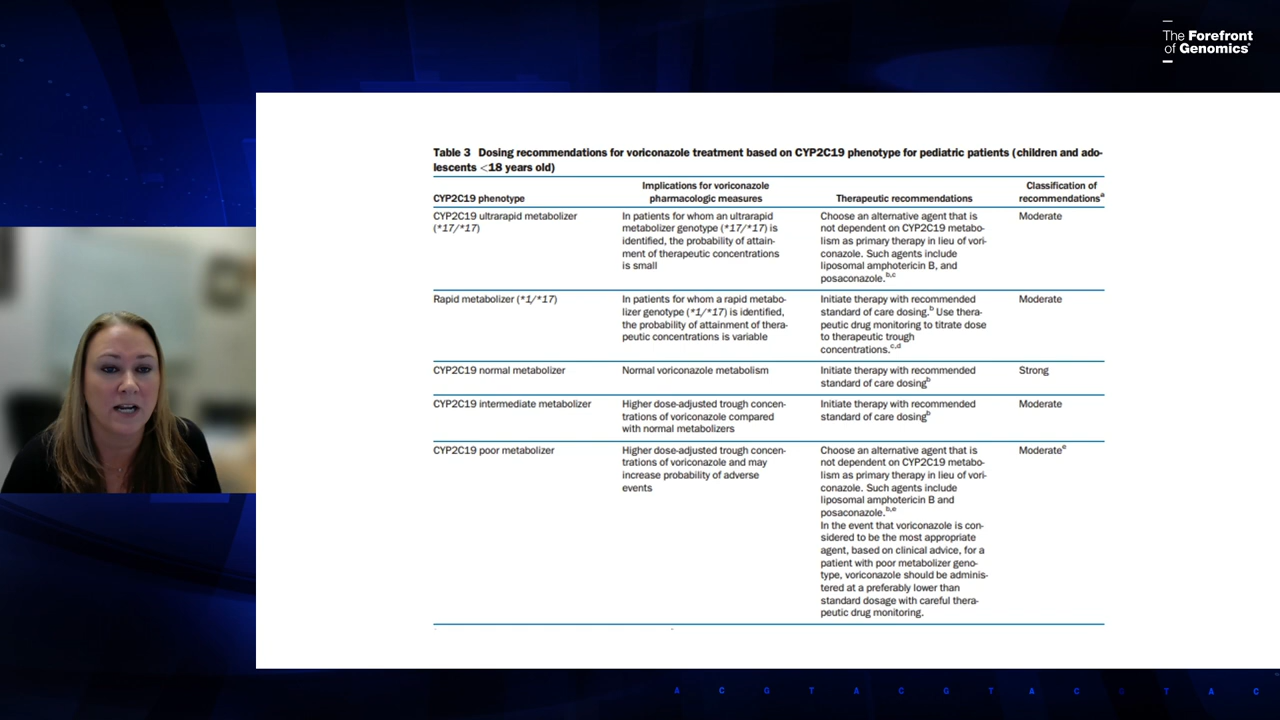 The Forefront
of Genomics®
Table 3 Dosing recommendations for voriconazole treatment based on CYP2C19 phenotype for pediatric patients (children and ado-
lescents <18 years old)
CYP2C19 phenotype
Implications for voriconazole
pharmacologic measures
Therapeutic recommendations
Classification of
recommendationsᵃ
CYP2C19 ultrarapid metabolizer
(*17/*17)
In patients for whom an ultrarapid
metabolizer genotype (*17/*17) is
identified, the probability of attain-
ment of therapeutic concentrations
is small
Choose an alternative agent that is
not dependent on CYP2C19 metabo-
lism as primary therapy in lieu of vori-
conazole. Such agents include
liposomal amphotericin B, and
posaconazole.ᵇ,ᶜ
Moderate
Rapid metabolizer (*1/*17)
In patients for whom a rapid metabo-
lizer genotype (*1/*17) is identified,
the probability of attainment of thera-
peutic concentrations is variable
Initiate therapy with recommended
standard of care dosing.ᵇ Use thera-
peutic drug monitoring to titrate dose
to therapeutic trough
concentrations.ᶜ,ᵈ
Moderate
CYP2C19 normal metabolizer
Normal voriconazole metabolism
Initiate therapy with recommended
standard of care dosingᵇ
Strong
CYP2C19 intermediate metabolizer
Higher dose-adjusted trough concen-
trations of voriconazole compared
with normal metabolizers
Initiate therapy with recommended
standard of care dosingᵇ
Moderate
CYP2C19 poor metabolizer
Higher dose-adjusted trough concen-
trations of voriconazole and may
increase probability of adverse
events
Choose an alternative agent that is
not dependent on CYP2C19 metabo-
lism as primary therapy in lieu of vori-
conazole. Such agents include
liposomal amphotericin B and
posaconazole.ᵇ,ᵉ
In the event that voriconazole is con-
sidered to be the most appropriate
agent, based on clinical advice, for a
patient with poor metabolizer geno-
type, voriconazole should be adminis-
tered at a preferably lower than
standard dosage with careful thera-
peutic drug monitoring.
Moderateᵉ
A C G T A C G T A C G T A C